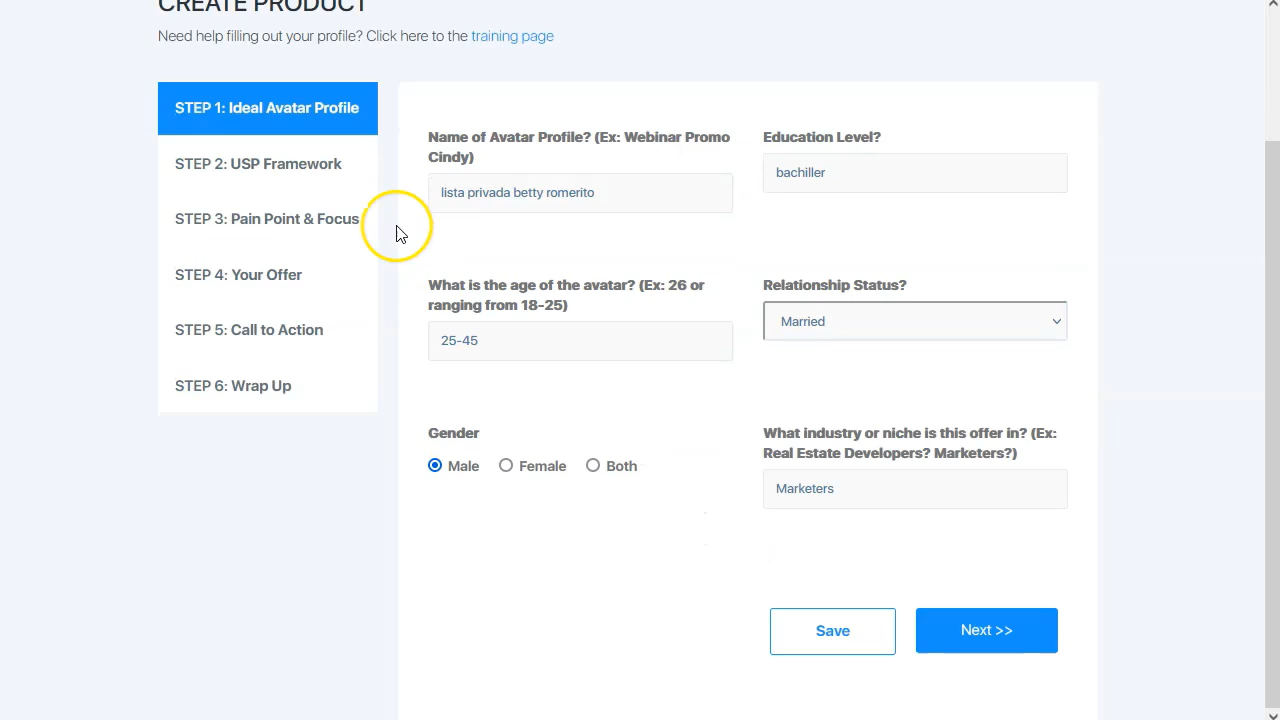 CREATE PRODUCT
Need help filling out your profile? Click here to the training page
STEP 1: Ideal Avatar Profile
STEP 2: USP Framework
STEP 3: Pain Point & Focus
STEP 4: Your Offer
STEP 5: Call to Action
STEP 6: Wrap Up
Name of Avatar Profile? (Ex: Webinar Promo
Cindy)
lista privada betty romerito
Education Level?
bachiller
What is the age of the avatar? (Ex: 26 or
ranging from 18-25)
25-45
Relationship Status?
Married
Gender
Male
Female
Both
What industry or niche is this offer in? (Ex:
Real Estate Developers? Marketers?)
Marketers
Save
Next >>